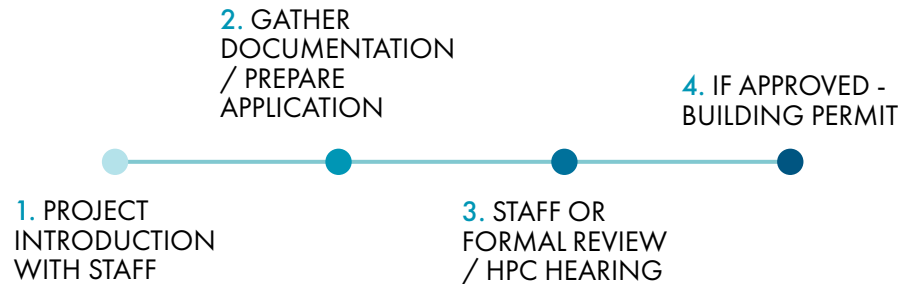 1. PROJECT
INTRODUCTION
WITH STAFF
2. GATHER
DOCUMENTATION
/ PREPARE
APPLICATION
3. STAFF OR
FORMAL REVIEW
/ HPC HEARING
4. IF APPROVED -
BUILDING PERMIT